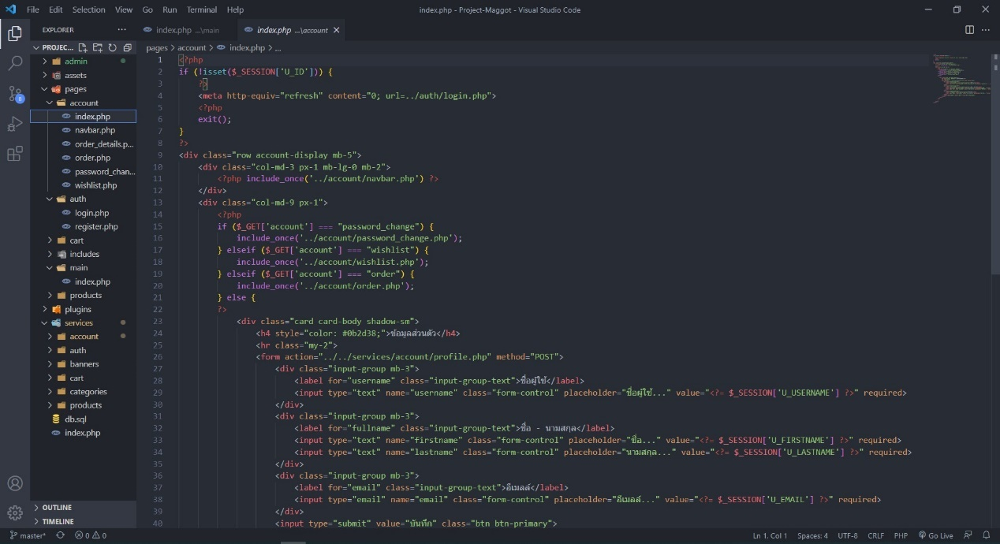 File Edit Selection View Go Run Terminal Help
index.php - Project-Maggot - Visual Studio Code
EXPLORER
index.php ...\main
index.php ...\account
PROJEC...
pages > account > index.php > ...
admin
assets
pages
account
index.php
navbar.php
order_details.p...
order.php
password_chan...
wishlist.php
auth
login.php
register.php
cart
includes
main
index.php
products
plugins
services
account
auth
banners
cart
categories
products
db.sql
index.php
OUTLINE
TIMELINE
8
1 <?php
2 if (!isset($_SESSION['U_ID'])) {
3 ?>
4 <meta http-equiv="refresh" content="0; url=../auth/login.php">
5 <?php
6 exit();
7 }
8 ?>
9 <div class="row account-display mb-5">
10 <div class="col-md-3 px-1 mb-lg-0 mb-2">
11 <?php include_once('../account/navbar.php') ?>
12 </div>
13 <div class="col-md-9 px-1">
14 <?php
15 if ($_GET['account'] === "password_change") {
16 include_once('../account/password_change.php');
17 } elseif ($_GET['account'] === "wishlist") {
18 include_once('../account/wishlist.php');
19 } elseif ($_GET['account'] === "order") {
20 include_once('../account/order.php');
21 } else {
22 ?>
23 <div class="card card-body shadow-sm">
24 <h4 style="color: #0b2d38;">ข้อมูลส่วนตัว</h4>
25 <hr class="my-2">
26 <form action="../../services/account/profile.php" method="POST">
27 <div class="input-group mb-3">
28 <label for="username" class="input-group-text">ชื่อผู้ใช้</label>
29 <input type="text" name="username" class="form-control" placeholder="ชื่อผู้ใช้..." value="<?= $_SESSION['U_USERNAME'] ?>" required>
30 </div>
31 <div class="input-group mb-3">
32 <label for="fullname" class="input-group-text">ชื่อ - นามสกุล</label>
33 <input type="text" name="firstname" class="form-control" placeholder="ชื่อ..." value="<?= $_SESSION['U_FIRSTNAME'] ?>" required>
34 <input type="text" name="lastname" class="form-control" placeholder="นามสกุล..." value="<?= $_SESSION['U_LASTNAME'] ?>" required>
35 </div>
36 <div class="input-group mb-3">
37 <label for="email" class="input-group-text">อีเมลล์</label>
38 <input type="email" name="email" class="form-control" placeholder="อีเมลล์..." value="<?= $_SESSION['U_EMAIL'] ?>" required>
39 </div>
40 <input type="submit" value="บันทึก" class="btn btn-primary">
master* 0 0 Ln 1, Col 1 Spaces: 4 UTF-8 CRLF PHP Go Live